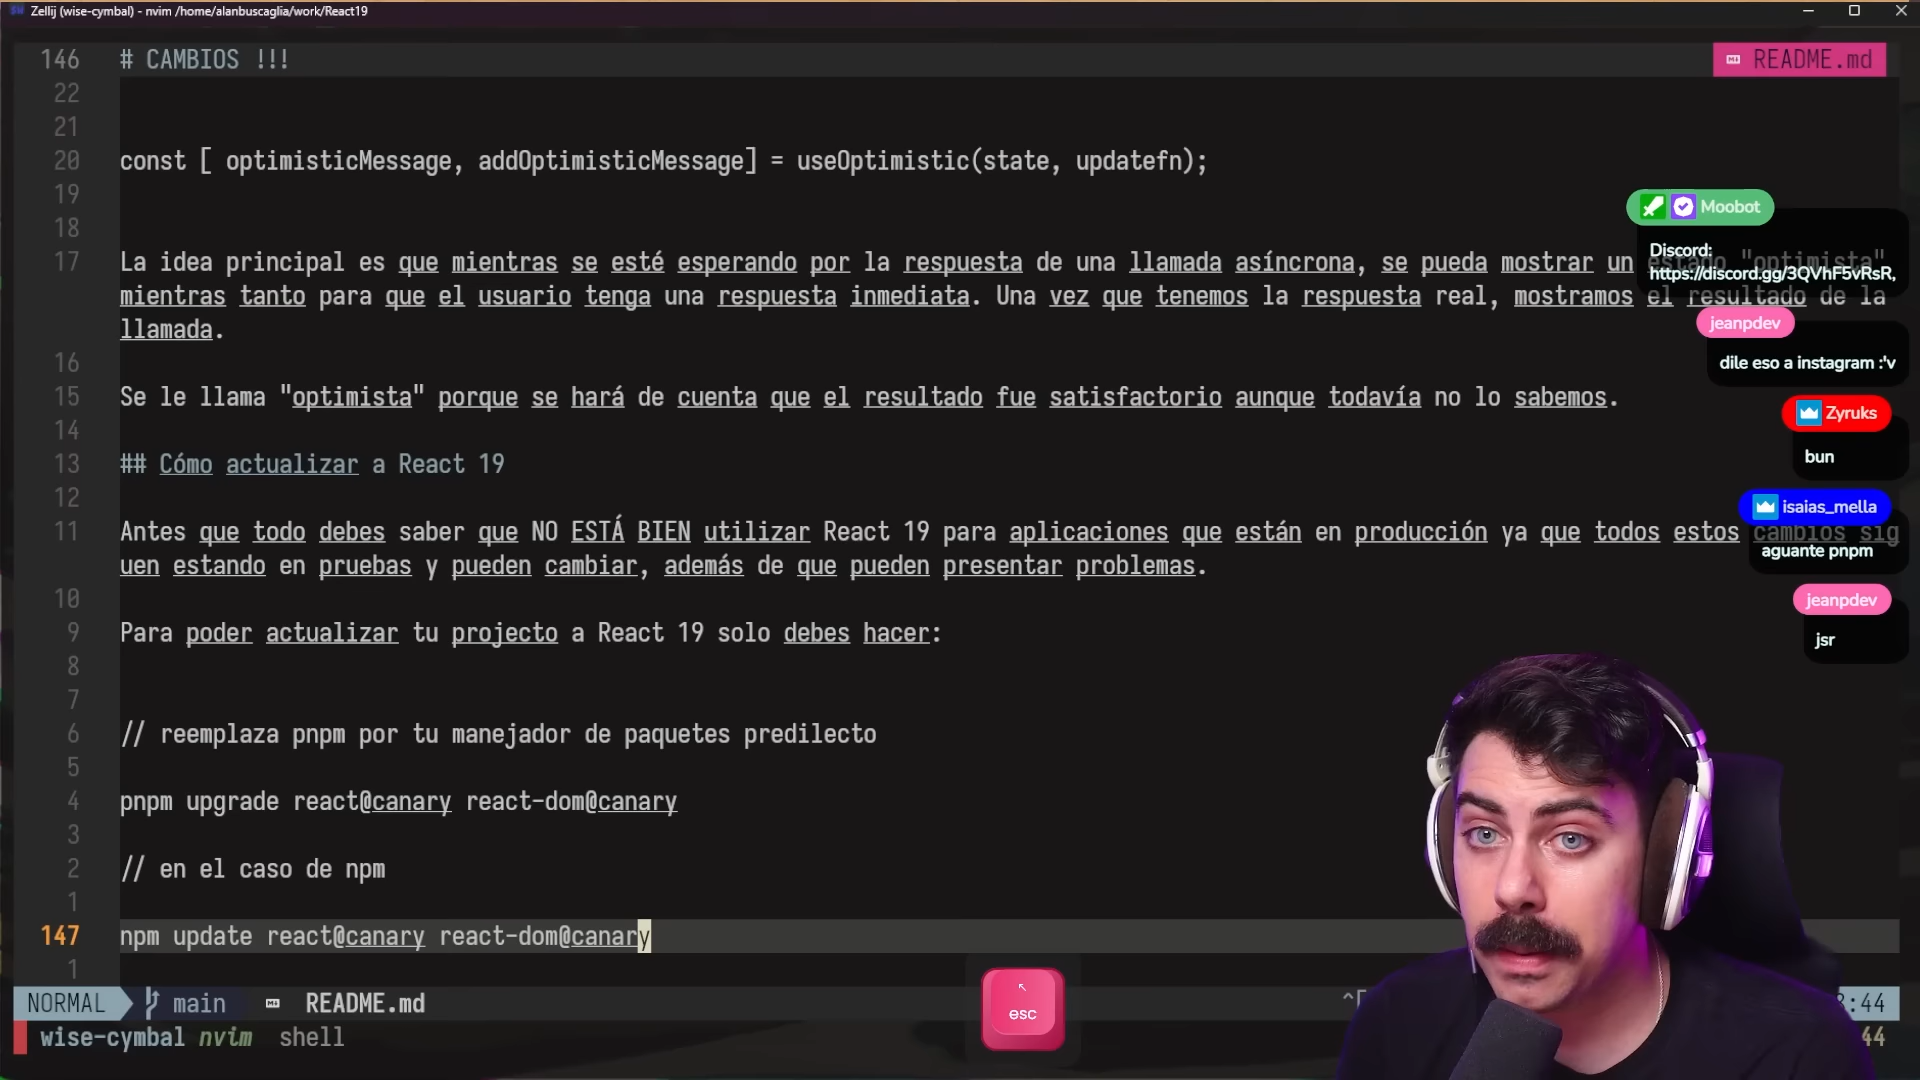 Zellij (wise-cymbal) - nvim /home/alanbuscaglia/work/React19
146 # CAMBIOS !!!
README.md
22
21
20 const [ optimisticMessage, addOptimisticMessage] = useOptimistic(state, updatefn);
19
18
17 La idea principal es que mientras se esté esperando por la respuesta de una llamada asíncrona, se pueda mostrar un estado "optimista"
mientras tanto para que el usuario tenga una respuesta inmediata. Una vez que tenemos la respuesta real, mostramos el resultado de la
llamada.
16
15 Se le llama "optimista" porque se hará de cuenta que el resultado fue satisfactorio aunque todavía no lo sabemos.
14
13 ## Cómo actualizar a React 19
12
11 Antes que todo debes saber que NO ESTÁ BIEN utilizar React 19 para aplicaciones que están en producción ya que todos estos cambios sig
uen estando en pruebas y pueden cambiar, además de que pueden presentar problemas.
10
9 Para poder actualizar tu projecto a React 19 solo debes hacer:
8
7
6 // reemplaza pnpm por tu manejador de paquetes predilecto
5
4 pnpm upgrade react@canary react-dom@canary
3
2 // en el caso de npm
1
147 npm update react@canary react-dom@canary
1
NORMAL main README.md
wise-cymbal nvim shell
Moobot
Discord:
https://discord.gg/3QVhF5vRsR,
jeanpdev
dile eso a instagram :'v
Zyruks
bun
isaias_mella
aguante pnpm
jeanpdev
jsr
esc
:44
44